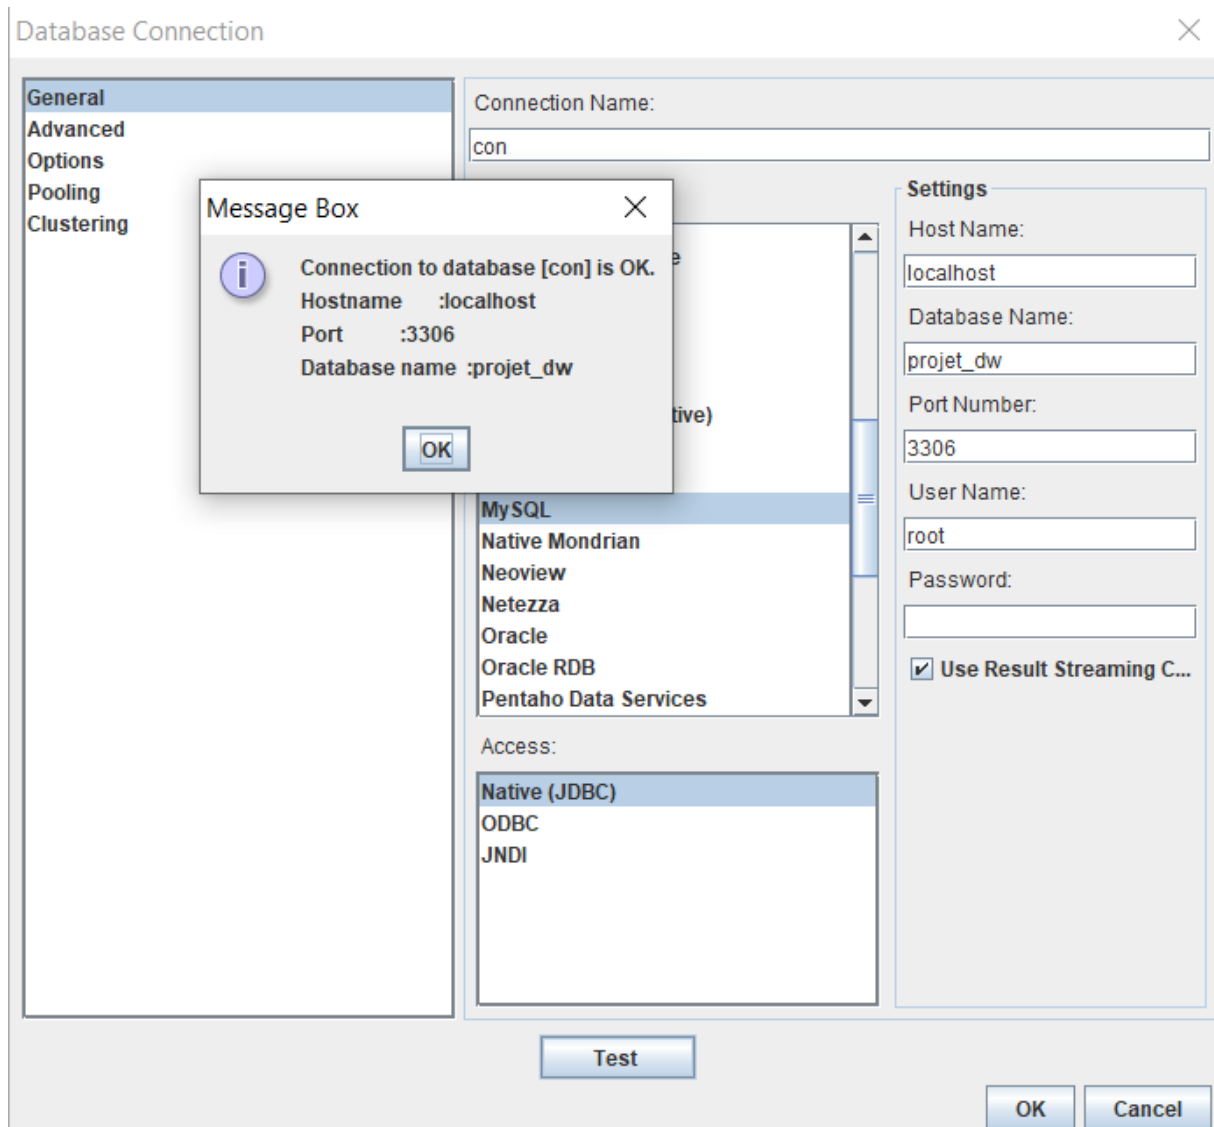 Database Connection
General
Advanced
Options
Pooling
Clustering
Connection Name:
con
Message Box
Connection to database [con] is OK.
Hostname :localhost
Port :3306
Database name :projet_dw
OK
MySQL
Native Mondrian
Neoview
Netezza
Oracle
Oracle RDB
Pentaho Data Services
Access:
Native (JDBC)
ODBC
JNDI
Settings
Host Name:
localhost
Database Name:
projet_dw
Port Number:
3306
User Name:
root
Password:
Use Result Streaming C...
Test
OK
Cancel